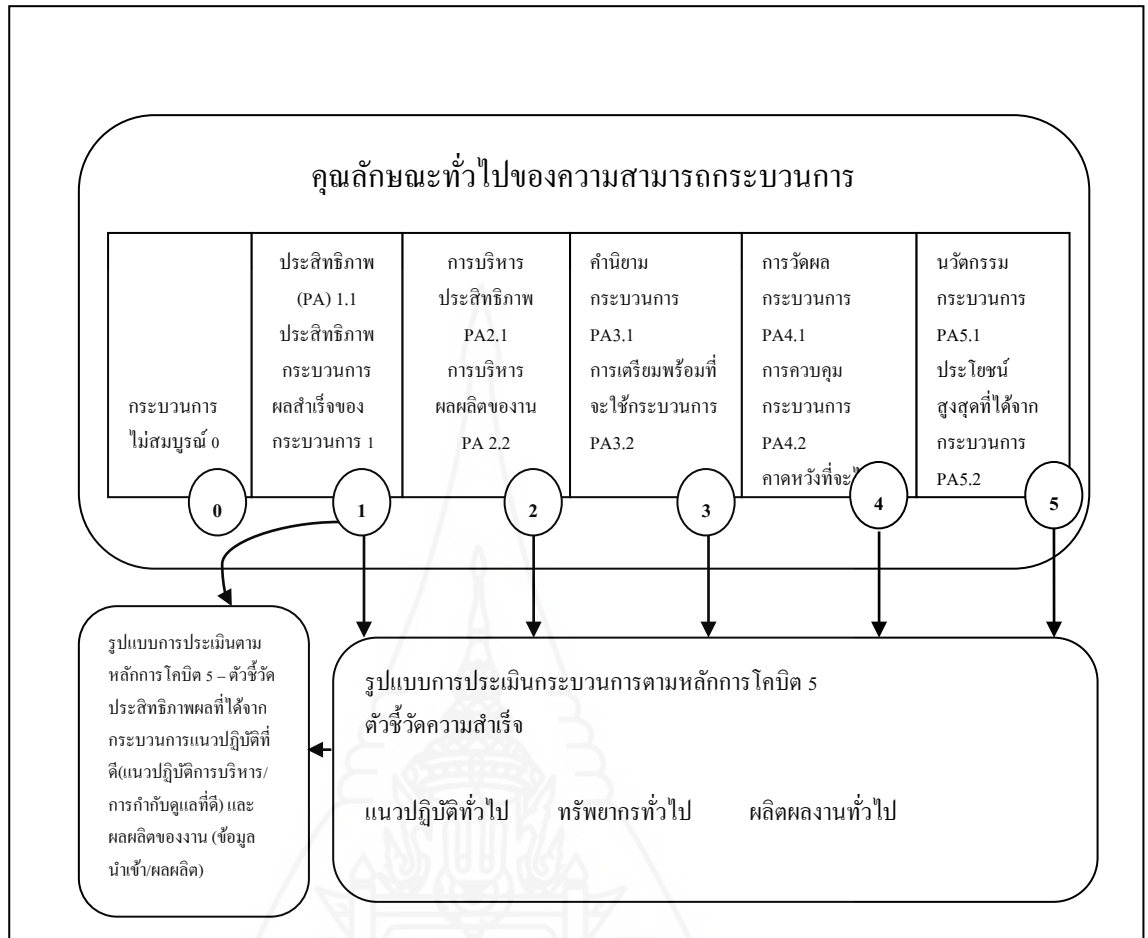 คุณลักษณะทั่วไปของความสามารถกระบวนการ
กระบวนการ
ไม่สมบูรณ์ 0
ประสิทธิภาพ
(PA) 1.1
ประสิทธิภาพ
กระบวนการ
ผลสำเร็จของ
กระบวนการ 1
การบริหาร
ประสิทธิภาพ
PA2.1
การบริหาร
ผลผลิตของงาน
PA 2.2
คำนิยาม
กระบวนการ
PA3.1
การเตรียมพร้อมที่
จะใช้กระบวนการ
PA3.2
การวัดผล
กระบวนการ
PA4.1
การควบคุม
กระบวนการ
PA4.2
คาดหวังที่จะ
นวัตกรรม
กระบวนการ
PA5.1
ประโยชน์
สูงสุดที่ได้จาก
กระบวนการ
PA5.2
0
1
2
3
4
5
รูปแบบการประเมินตาม
หลักการโคบิต 5 – ตัวชี้วัด
ประสิทธิภาพผลที่ได้จาก
กระบวนการแนวปฏิบัติที่
ดี(แนวปฏิบัติการบริหาร/
การกำกับดูแลที่ดี) และ
ผลผลิตของงาน (ข้อมูล
นำเข้า/ผลผลิต)
รูปแบบการประเมินกระบวนการตามหลักการโคบิต 5
ตัวชี้วัดความสำเร็จ
แนวปฏิบัติทั่วไป ทรัพยากรทั่วไป ผลิตผลงานทั่วไป